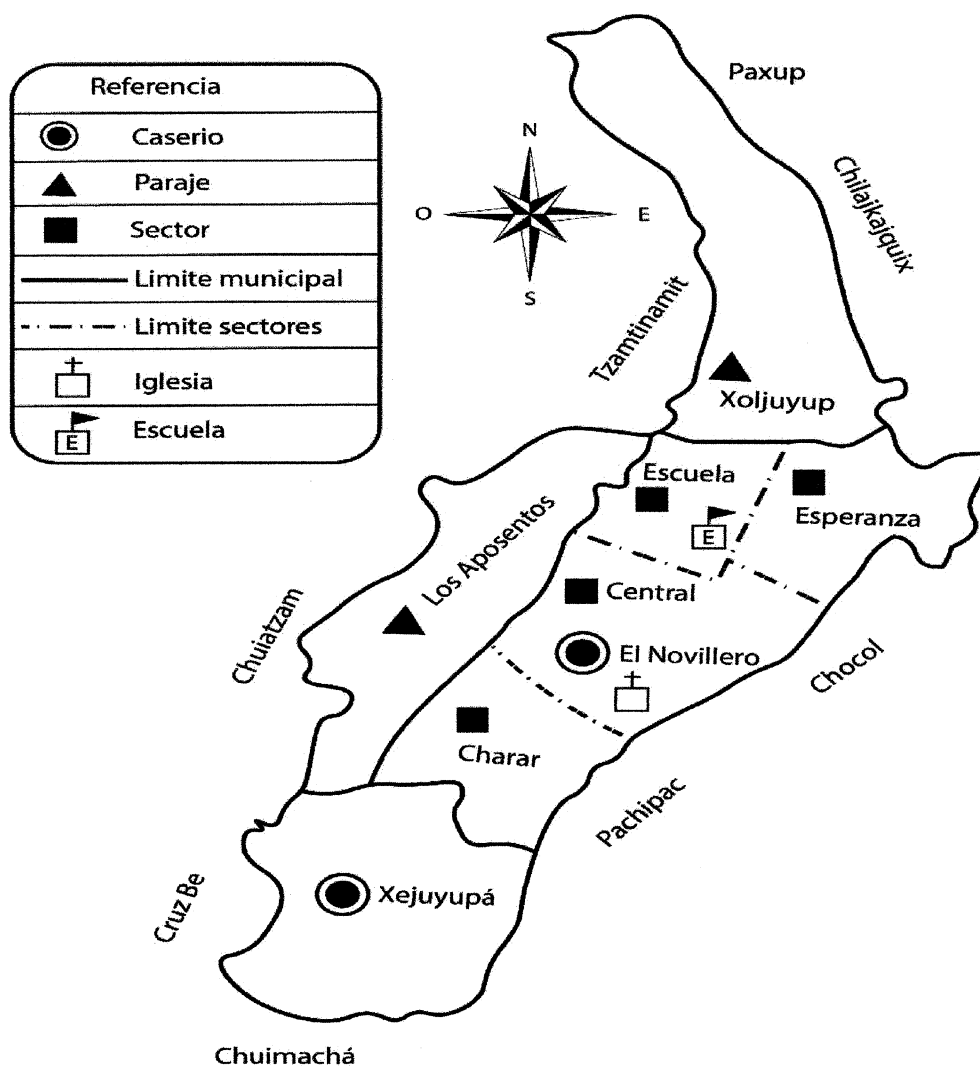 Referencia
Caserio
Paraje
Sector
Limite municipal
Limite sectores
Iglesia
E
Escuela
N
O
E
S
Paxup
Chilajkajquix
Tzamtinamit
Xoljuyup
Escuela
E
Esperanza
Los Aposentos
Central
El Novillero
Chuiatzam
Chocol
Charar
Pachipac
Xejuyupá
Cruz Be
Chuimachá